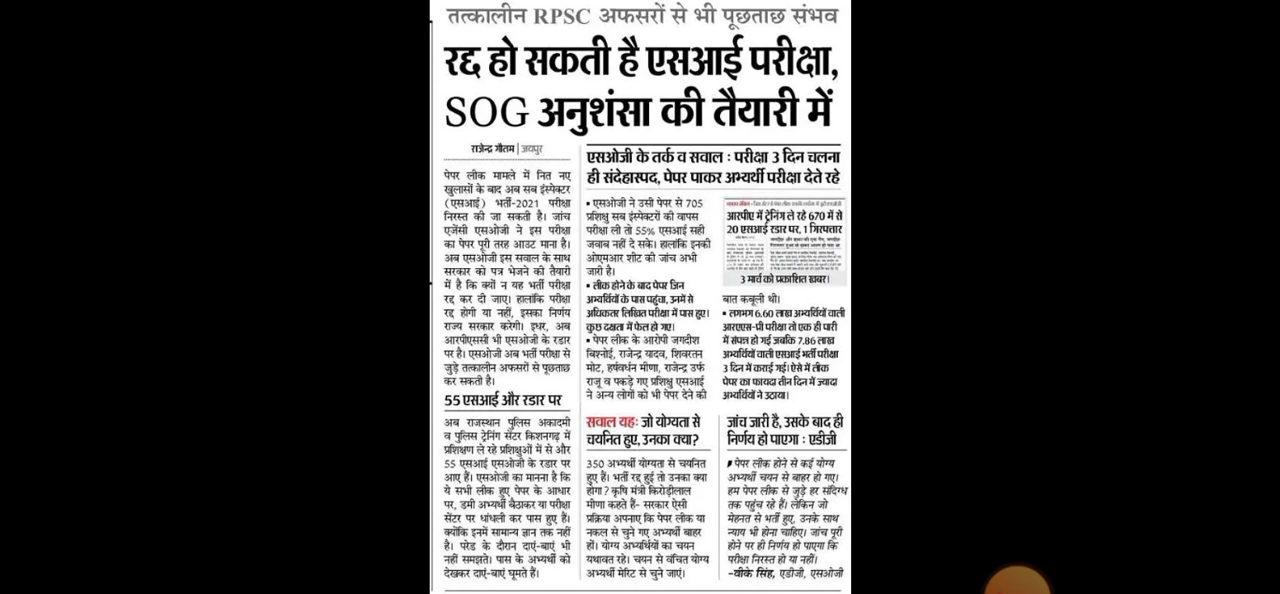 तत्कालीन RPSC अफसरों से भी पूछताछ संभव
रद्द हो सकती है एसआई परीक्षा,
SOG अनुशंसा की तैयारी में
राजेन्द्र गौतम | जयपुर
पेपर लीक मामले में नित नए
खुलासों के बाद अब सब इंस्पेक्टर
(एसआई) भर्ती-2021 परीक्षा
निरस्त की जा सकती है। जांच
एजेंसी एसओजी ने इस परीक्षा
का पेपर पूरी तरह आउट माना है।
अब एसओजी इस सवाल के साथ
सरकार को पत्र भेजने की तैयारी
में है कि क्यों न यह भर्ती परीक्षा
रद्द कर दी जाए। हालांकि परीक्षा
रद्द होगी या नहीं, इसका निर्णय
राज्य सरकार करेगी। इधर, अब
आरपीएससी भी एसओजी के रडार
पर है। एसओजी अब भर्ती परीक्षा से
जुड़े तत्कालीन अफसरों से पूछताछ
कर सकती है।
55 एसआई और रडार पर
अब राजस्थान पुलिस अकादमी
व पुलिस ट्रेनिंग सेंटर किशनगढ़ में
प्रशिक्षण ले रहे प्रशिक्षुओं में से और
55 एसआई एसओजी के रडार पर
आए हैं। एसओजी का मानना है कि
ये सभी लीक हुए पेपर के आधार
पर, डमी अभ्यर्थी बैठाकर या परीक्षा
सेंटर पर धांधली कर पास हुए हैं।
क्योंकि इनमें सामान्य ज्ञान तक नहीं
है। परेड के दौरान दाएं-बाएं भी
नहीं समझते। पास के अभ्यर्थी को
देखकर दाएं-बाएं घूमते हैं।
एसओजी के तर्क व सवाल : परीक्षा 3 दिन चलना
ही संदेहास्पद, पेपर पाकर अभ्यर्थी परीक्षा देते रहे
▪ एसओजी ने उसी पेपर से 705
प्रशिक्षु सब इंस्पेक्टरों की वापस
परीक्षा ली तो 55% एसआई सही
जवाब नहीं दे सके। हालांकि इनकी
ओएमआर शीट की जांच अभी
जारी है।
▪ लीक होने के बाद पेपर जिन
अभ्यर्थियों के पास पहुंचा, उनमें से
अधिकतर लिखित परीक्षा में पास हुए।
कुछ दक्षता में फेल हो गए।
▪ पेपर लीक के आरोपी जगदीश
बिश्नोई, राजेन्द्र यादव, शिवरतन
मोट, हर्षवर्धन मीणा, राजेन्द्र उर्फ
राजू व पकड़े गए प्रशिक्षु एसआई
ने अन्य लोगों को भी पेपर देने की
आरपीए में ट्रेनिंग ले रहे 670 में से
20 एसआई रडार पर, 1 गिरफ्तार
3 मार्च को प्रकाशित खबर।
बात कबूली थी।
▪ लगभग 6.60 लाख अभ्यर्थियों वाली
आरएएस-प्री परीक्षा तो एक ही पारी
में संपन्न हो गई जबकि 7.86 लाख
अभ्यर्थियों वाली एसआई भर्ती परीक्षा
3 दिन में कराई गई। ऐसे में लीक
पेपर का फायदा तीन दिन में ज्यादा
अभ्यर्थियों ने उठाया।
सवाल यह: जो योग्यता से
चयनित हुए, उनका क्या?
350 अभ्यर्थी योग्यता से चयनित
हुए हैं। भर्ती रद्द हुई तो उनका क्या
होगा? कृषि मंत्री किरोड़ीलाल
मीणा कहते हैं- सरकार ऐसी
प्रक्रिया अपनाए कि पेपर लीक या
नकल से चुने गए अभ्यर्थी बाहर
हों। योग्य अभ्यर्थियों का चयन
यथावत रहे। चयन से वंचित योग्य
अभ्यर्थी मेरिट से चुने जाएं।
जांच जारी है, उसके बाद ही
निर्णय हो पाएगा : एडीजी
पेपर लीक होने से कई योग्य
अभ्यर्थी चयन से बाहर हो गए।
हम पेपर लीक से जुड़े हर संदिग्ध
तक पहुंच रहे हैं। लेकिन जो
मेहनत से भर्ती हुए, उनके साथ
न्याय भी होना चाहिए। जांच पूरी
होने पर ही निर्णय हो पाएगा कि
परीक्षा निरस्त हो या नहीं।
-वीके सिंह, एडीजी, एसओजी